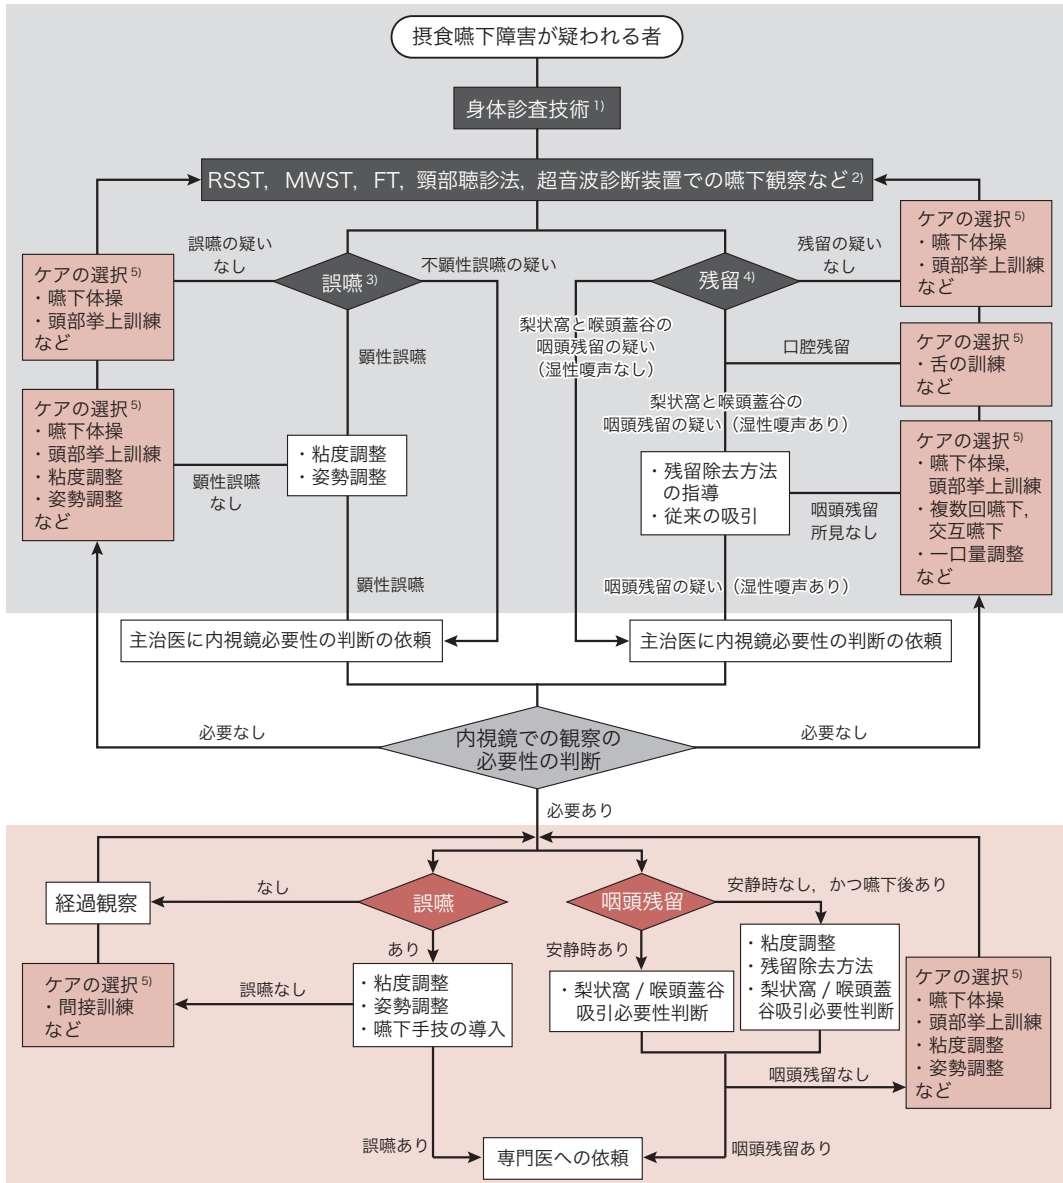 摂食嚥下障害が疑われる者
身体診査技術 1)
RSST，MWST，FT，頸部聴診法，超音波診断装置での嚥下観察など 2)
誤嚥の疑い
なし
誤嚥 3)
不顕性誤嚥の疑い
ケアの選択 5)
・嚥下体操
・頭部挙上訓練
など
顕性誤嚥
ケアの選択 5)
・嚥下体操
・頭部挙上訓練
・粘度調整
・姿勢調整
など
・粘度調整
・姿勢調整
顕性誤嚥
なし
顕性誤嚥
主治医に内視鏡必要性の判断の依頼
残留 4)
残留の疑い
なし
ケアの選択 5)
・嚥下体操
・頭部挙上訓練
など
梨状窩と喉頭蓋谷の
咽頭残留の疑い
（湿性嗄声なし）
口腔残留
ケアの選択 5)
・舌の訓練
など
梨状窩と喉頭蓋谷の
咽頭残留の疑い（湿性嗄声あり）
・残留除去方法
の指導
・従来の吸引
咽頭残留
所見なし
ケアの選択 5)
・嚥下体操，
頭部挙上訓練
・複数回嚥下，
交互嚥下
・一口量調整
など
咽頭残留の疑い（湿性嗄声あり）
主治医に内視鏡必要性の判断の依頼
必要なし
内視鏡での観察の
必要性の判断
必要なし
必要あり
経過観察
なし
誤嚥
あり
・粘度調整
・姿勢調整
・嚥下手技の導入
誤嚥なし
ケアの選択 5)
・間接訓練
など
誤嚥あり
咽頭残留
安静時なし，かつ嚥下後あり
安静時あり
・梨状窩 / 喉頭蓋谷
吸引必要性判断
・粘度調整
・残留除去方法
・梨状窩 / 喉頭蓋
谷吸引必要性判断
ケアの選択 5)
・嚥下体操
・頭部挙上訓練
・粘度調整
・姿勢調整
など
咽頭残留なし
咽頭残留あり
専門医への依頼